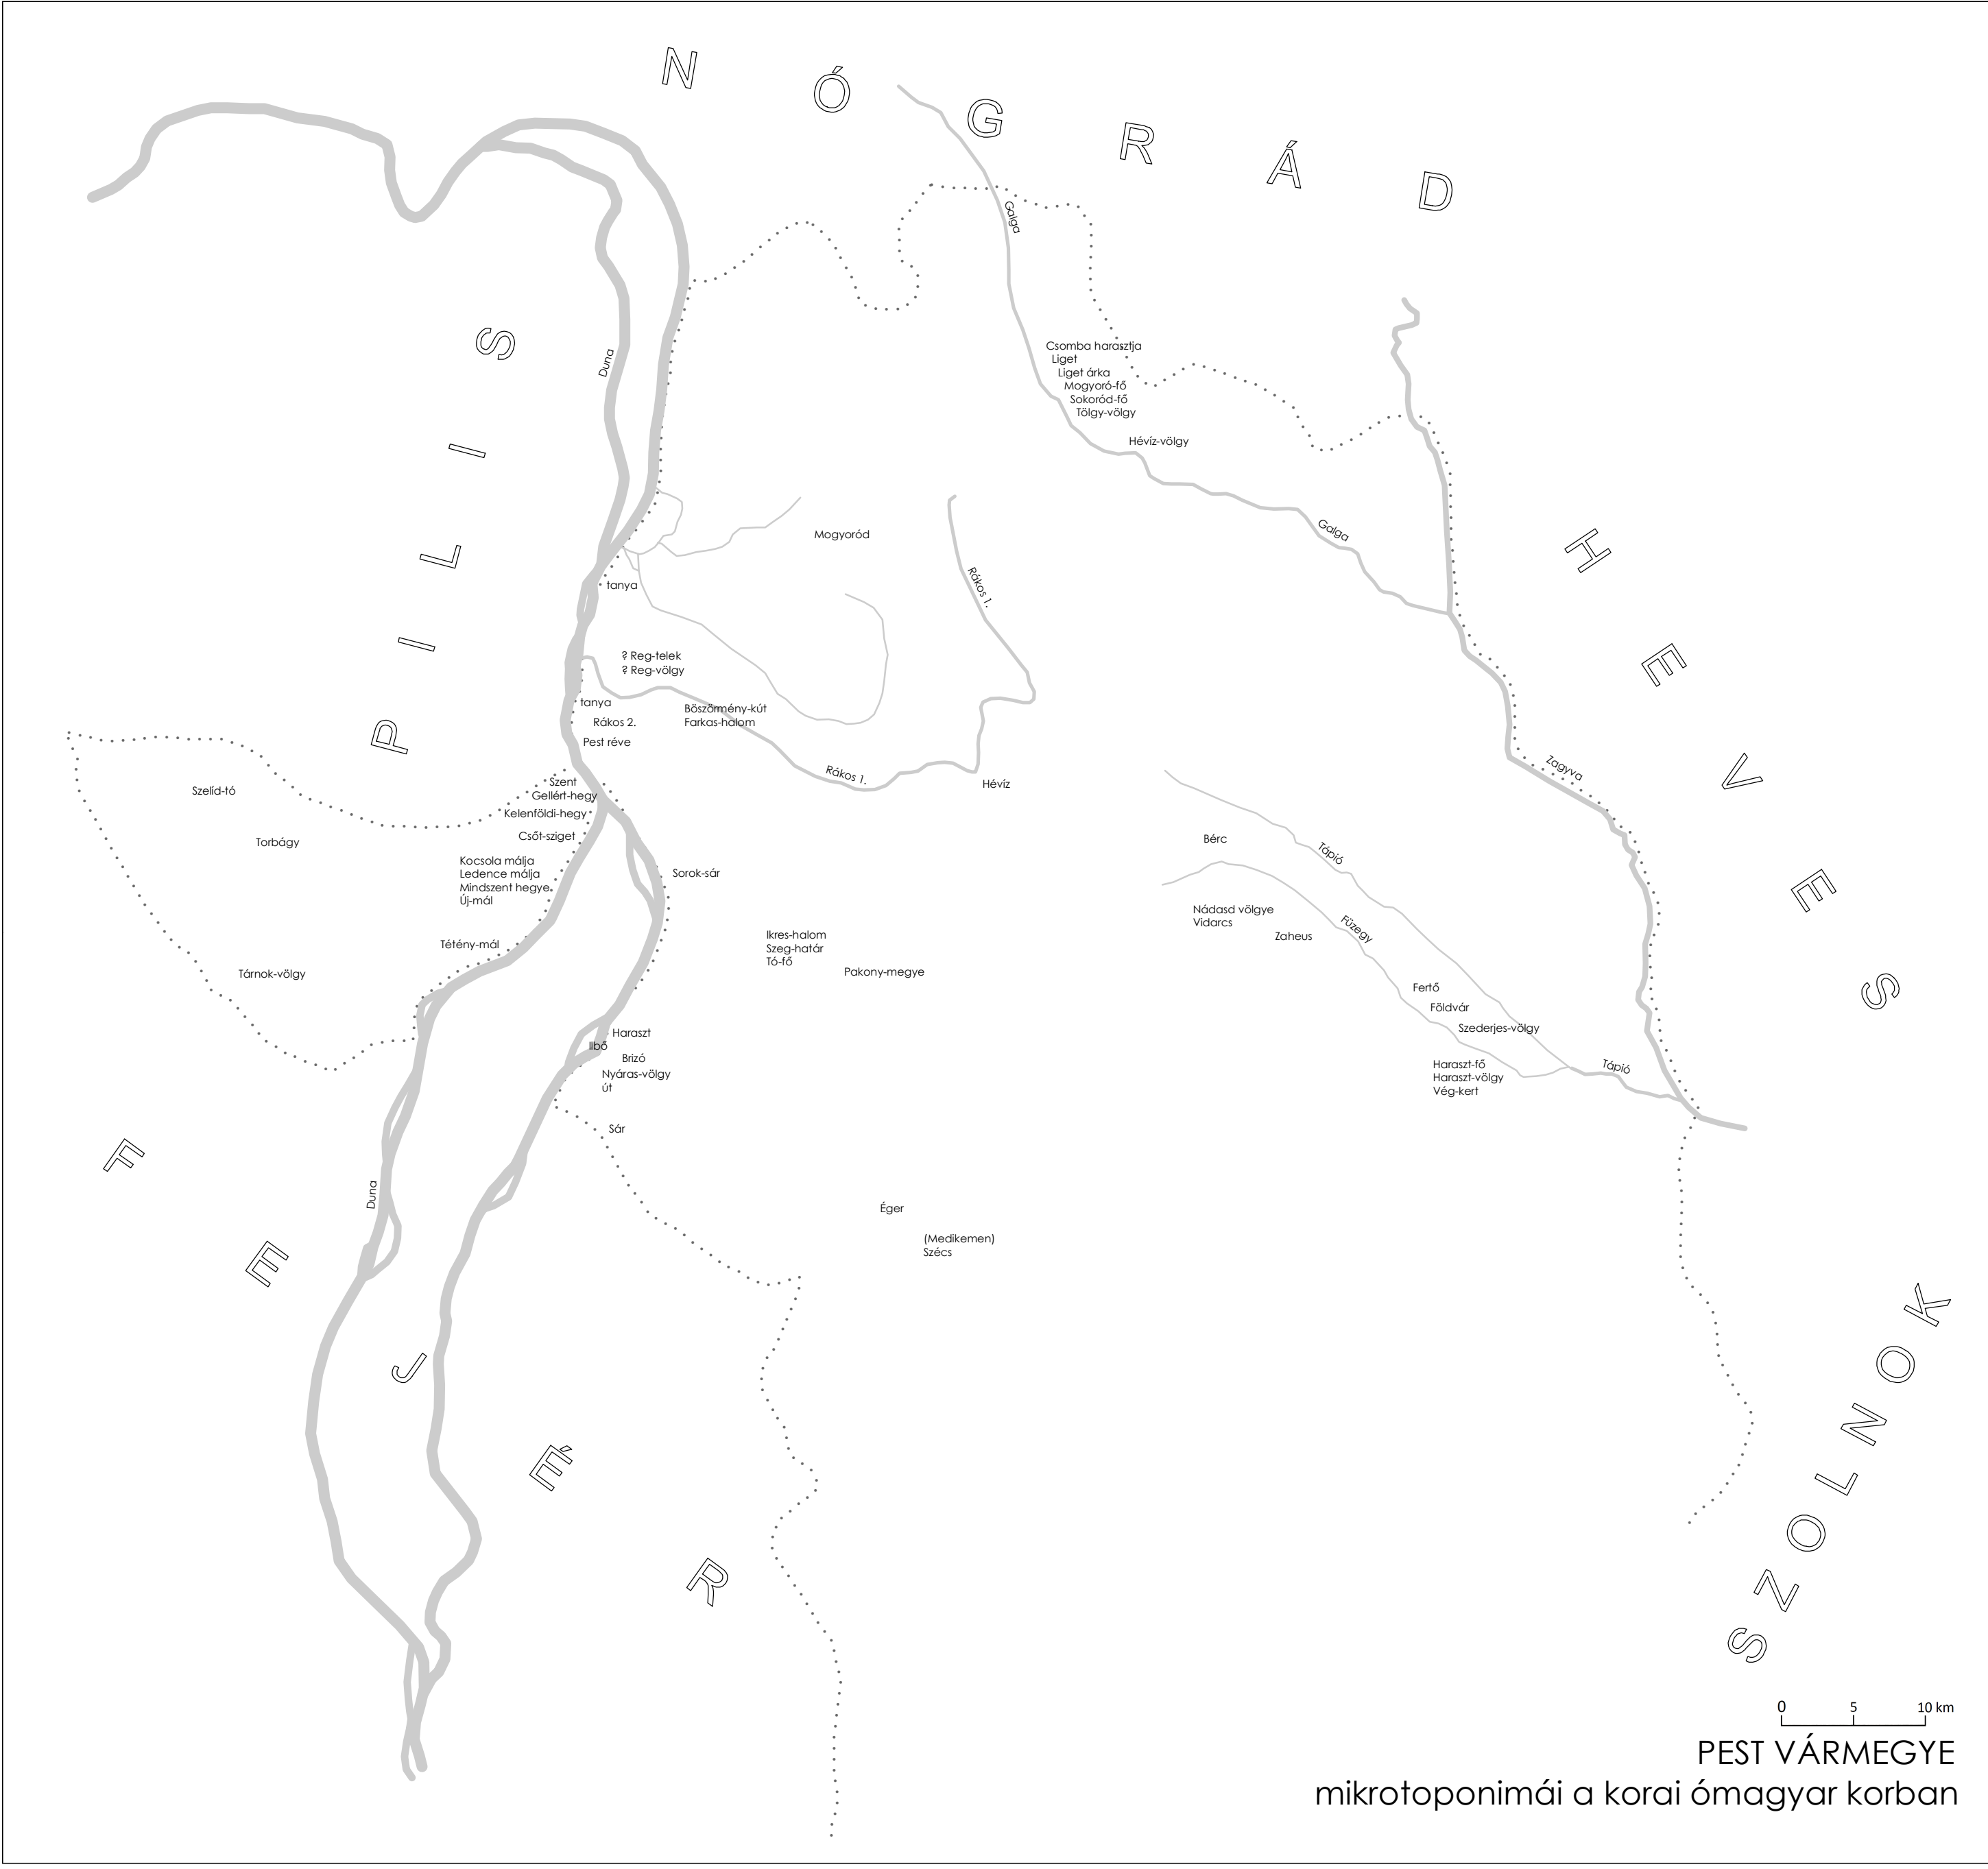 NÓGRÁD
Galga
PILIS
Duna
Csomba harasztja
Liget
Liget árka
Mogyoró-fő
Sokoród-fő
Tölgy-völgy
Hévíz-völgy
Galga
HEVES
Mogyoród
Rákos 1.
tanya
? Reg-telek
? Reg-völgy
tanya
Böszörmény-kút
Farkas-halom
Rákos 2.
Pest réve
Rákos 1.
Hévíz
Zagyva
Szelíd-tó
Szent
Gellért-hegy
Kelenföldi-hegy
Csőt-sziget
Torbágy
Kocsola málja
Ledence málja
Mindszent hegye
Új-mál
Sorok-sár
Bérc
Tápió
Nádasd völgye
Vidarcs
Füzegy
Zaheus
Tétény-mál
Ikres-halom
Szeg-határ
Tó-fő
Pakony-megye
Tárnok-völgy
Fertő
Földvár
Szederjes-völgy
Haraszt
Ilbő
Brizó
Nyáras-völgy
út
Haraszt-fő
Haraszt-völgy
Vég-kert
Tápió
Sár
FEJÉR
Duna
Éger
(Medikemen)
Szécs
SZOLNOK
0 5 10 km
PEST VÁRMEGYE
mikrotoponimái a korai ómagyar korban